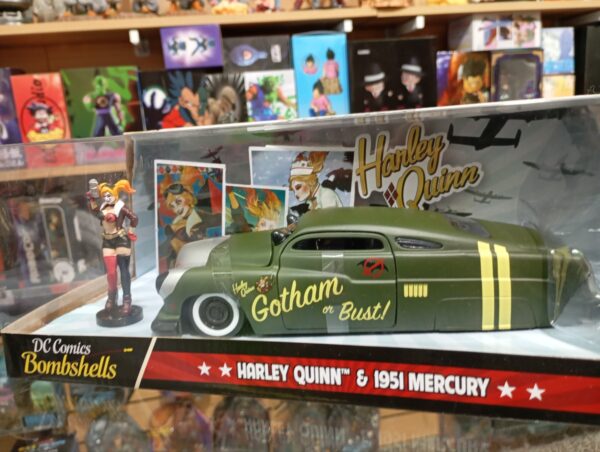 Harley
Quinn
Harley
Quinn
Gotham
or Bust!
DC Comics
Bombshells
HARLEY QUINN™ & 1951 MERCURY